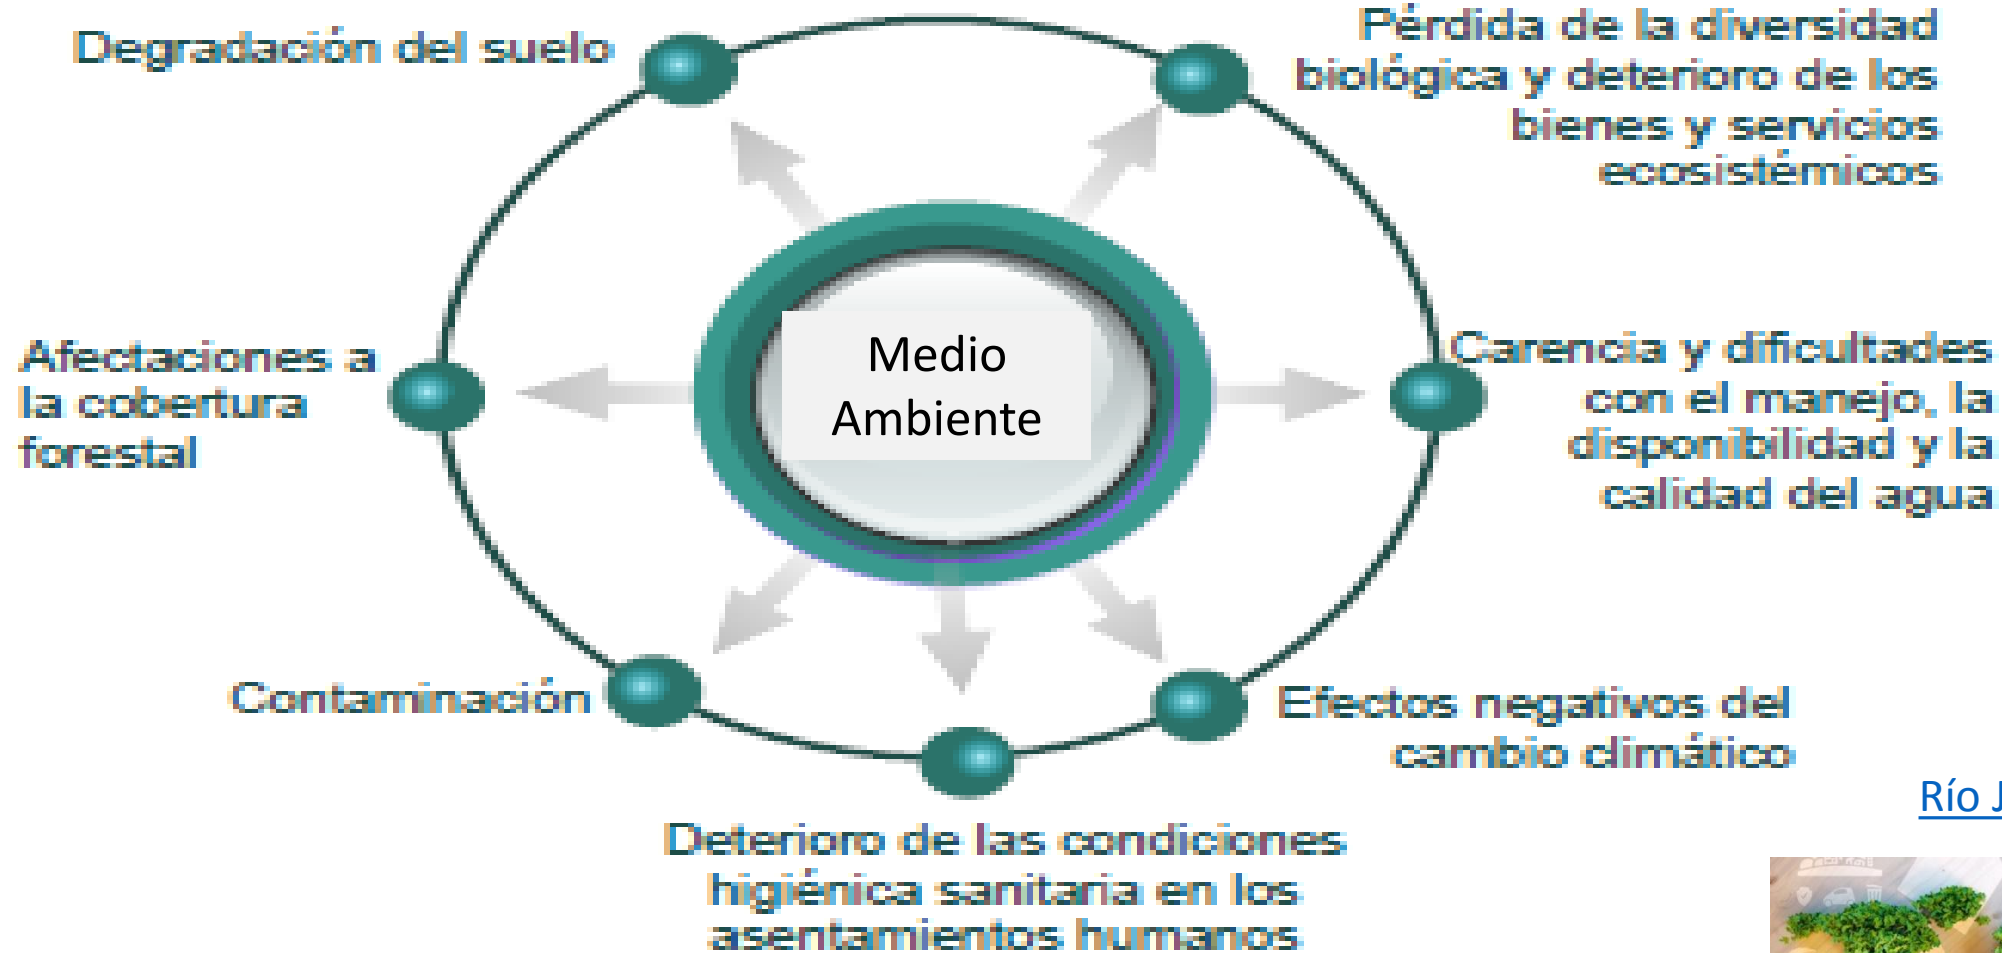 Degradación del suelo
Pérdida de la diversidad
biológica y deterioro de los
bienes y servicios
ecosistémicos
Medio
Ambiente
Afectaciones a
la cobertura
forestal
Carencia y dificultades
con el manejo, la
disponibilidad y la
calidad del agua
Contaminación
Efectos negativos del
cambio climático
Río J
Deterioro de las condiciones
higiénica sanitaria en los
asentamientos humanos